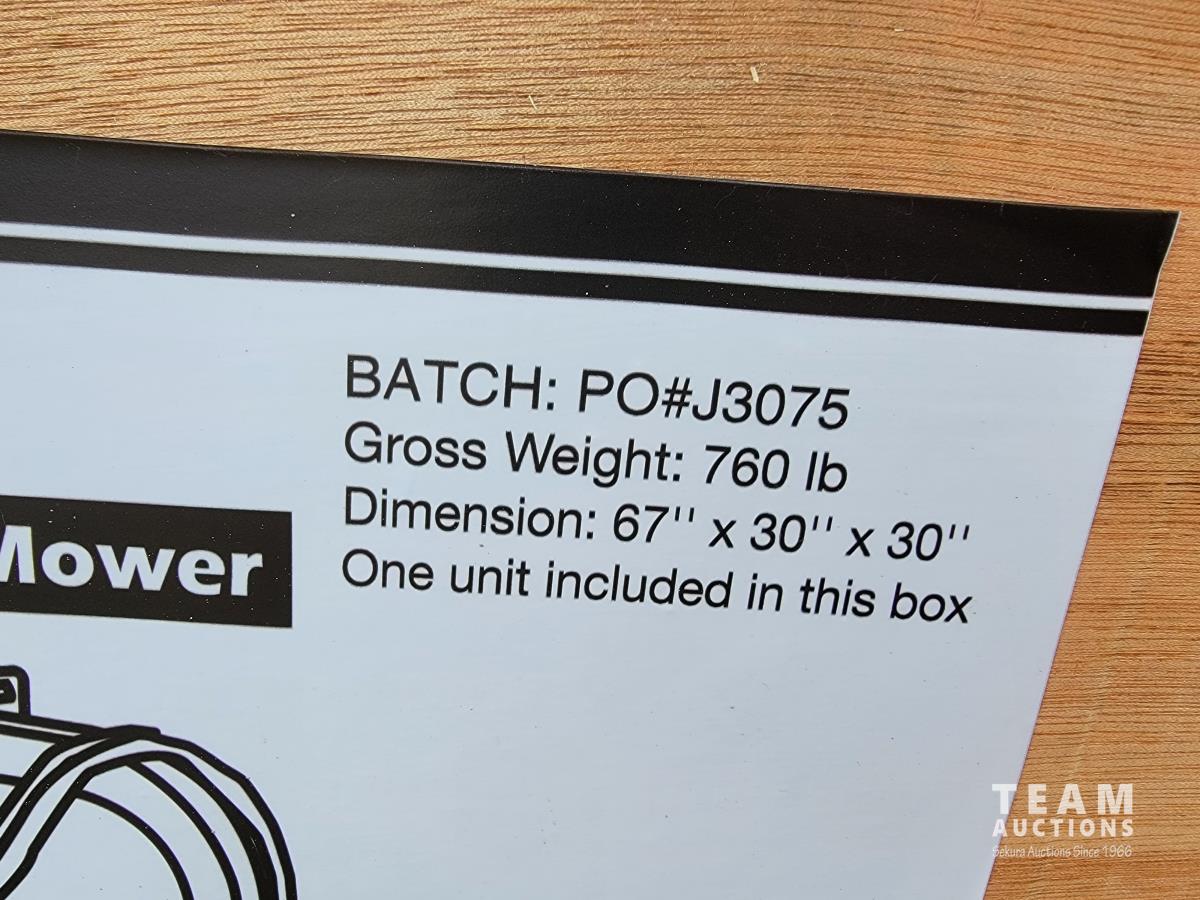 BATCH: PO#J3075
Gross Weight: 760 lb
Dimension: 67'' x 30'' x 30''
One unit included in this box
Mower
TEAM
AUCTIONS
Sekura Auctions Since 1966